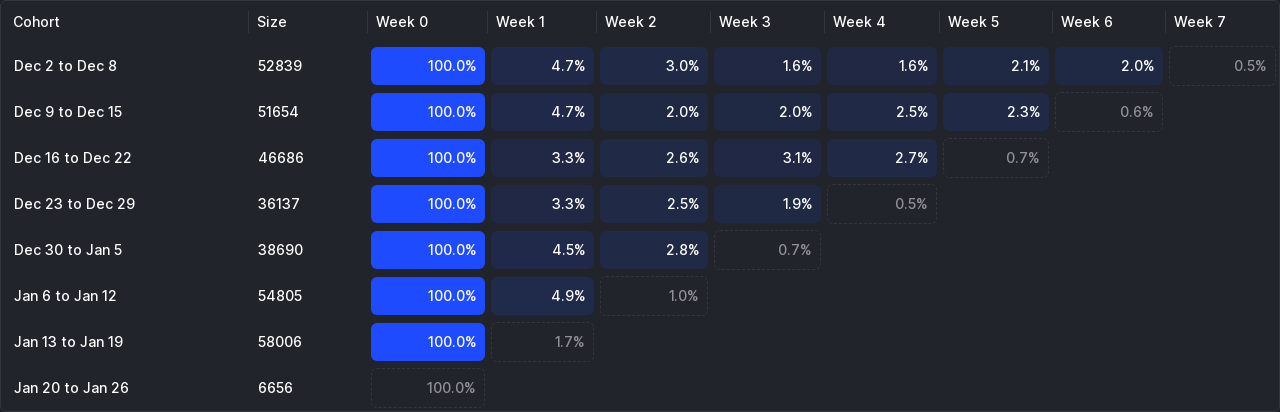 Cohort Size Week 0 Week 1 Week 2 Week 3 Week 4 Week 5 Week 6 Week 7
Dec 2 to Dec 8 52839 100.0% 4.7% 3.0% 1.6% 1.6% 2.1% 2.0% 0.5%
Dec 9 to Dec 15 51654 100.0% 4.7% 2.0% 2.0% 2.5% 2.3% 0.6%
Dec 16 to Dec 22 46686 100.0% 3.3% 2.6% 3.1% 2.7% 0.7%
Dec 23 to Dec 29 36137 100.0% 3.3% 2.5% 1.9% 0.5%
Dec 30 to Jan 5 38690 100.0% 4.5% 2.8% 0.7%
Jan 6 to Jan 12 54805 100.0% 4.9% 1.0%
Jan 13 to Jan 19 58006 100.0% 1.7%
Jan 20 to Jan 26 6656 100.0%